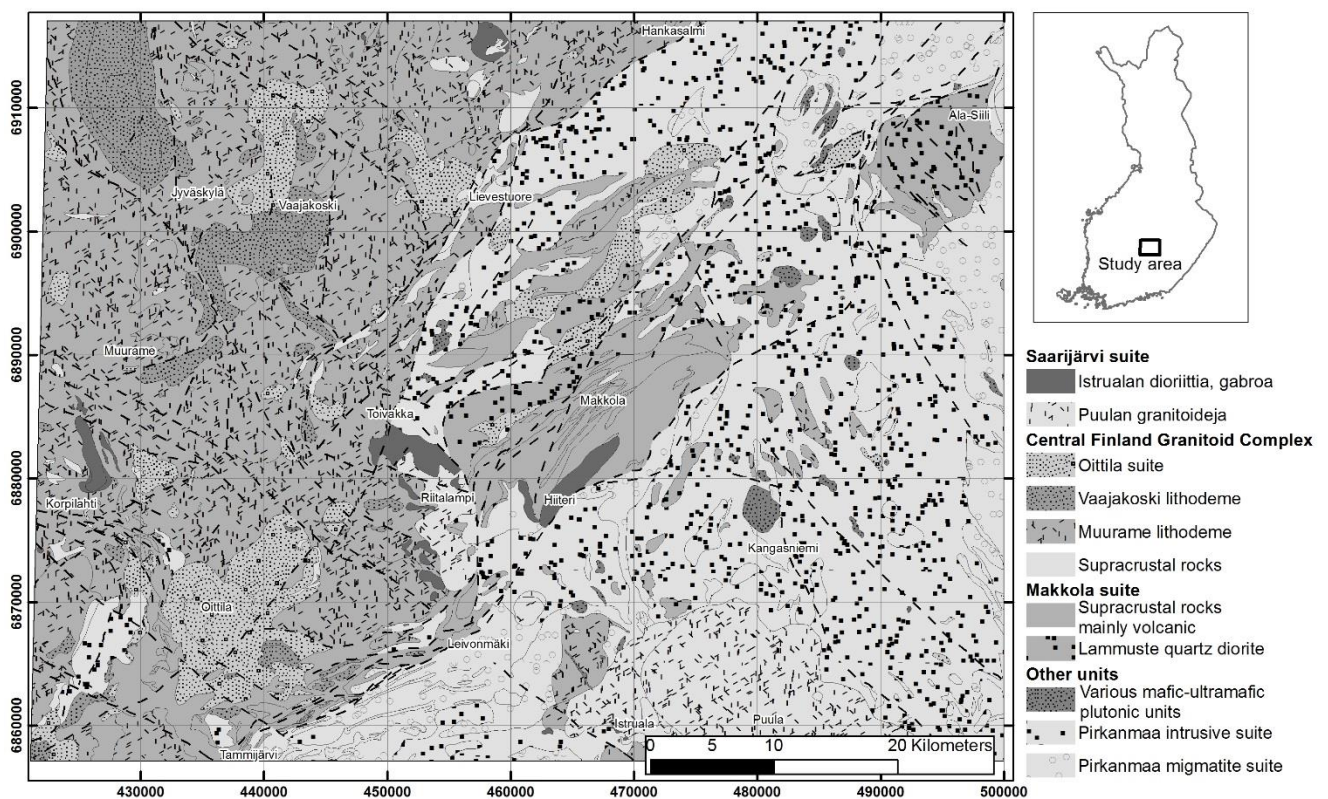 Hankasalmi
Ala-Siili
Jyväskylä
Vaajakoski
Lievestuore
Muurame
Toivakka
Makkola
Korpilahti
Riitalampi
Hiiteri
Kangasniemi
Oittila
Leivonmäki
Istruala
Puula
Tammijärvi
0 5 10 20 Kilometers
6910000
6900000
6890000
6880000
6870000
6860000
430000 440000 450000 460000 470000 480000 490000 500000
Study area
Saarijärvi suite
Istrualan dioriittia, gabroa
Puulan granitoideja
Central Finland Granitoid Complex
Oittila suite
Vaajakoski lithodeme
Muurame lithodeme
Supracrustal rocks
Makkola suite
Supracrustal rocks
mainly volcanic
Lammuste quartz diorite
Other units
Various mafic-ultramafic
plutonic units
Pirkanmaa intrusive suite
Pirkanmaa migmatite suite